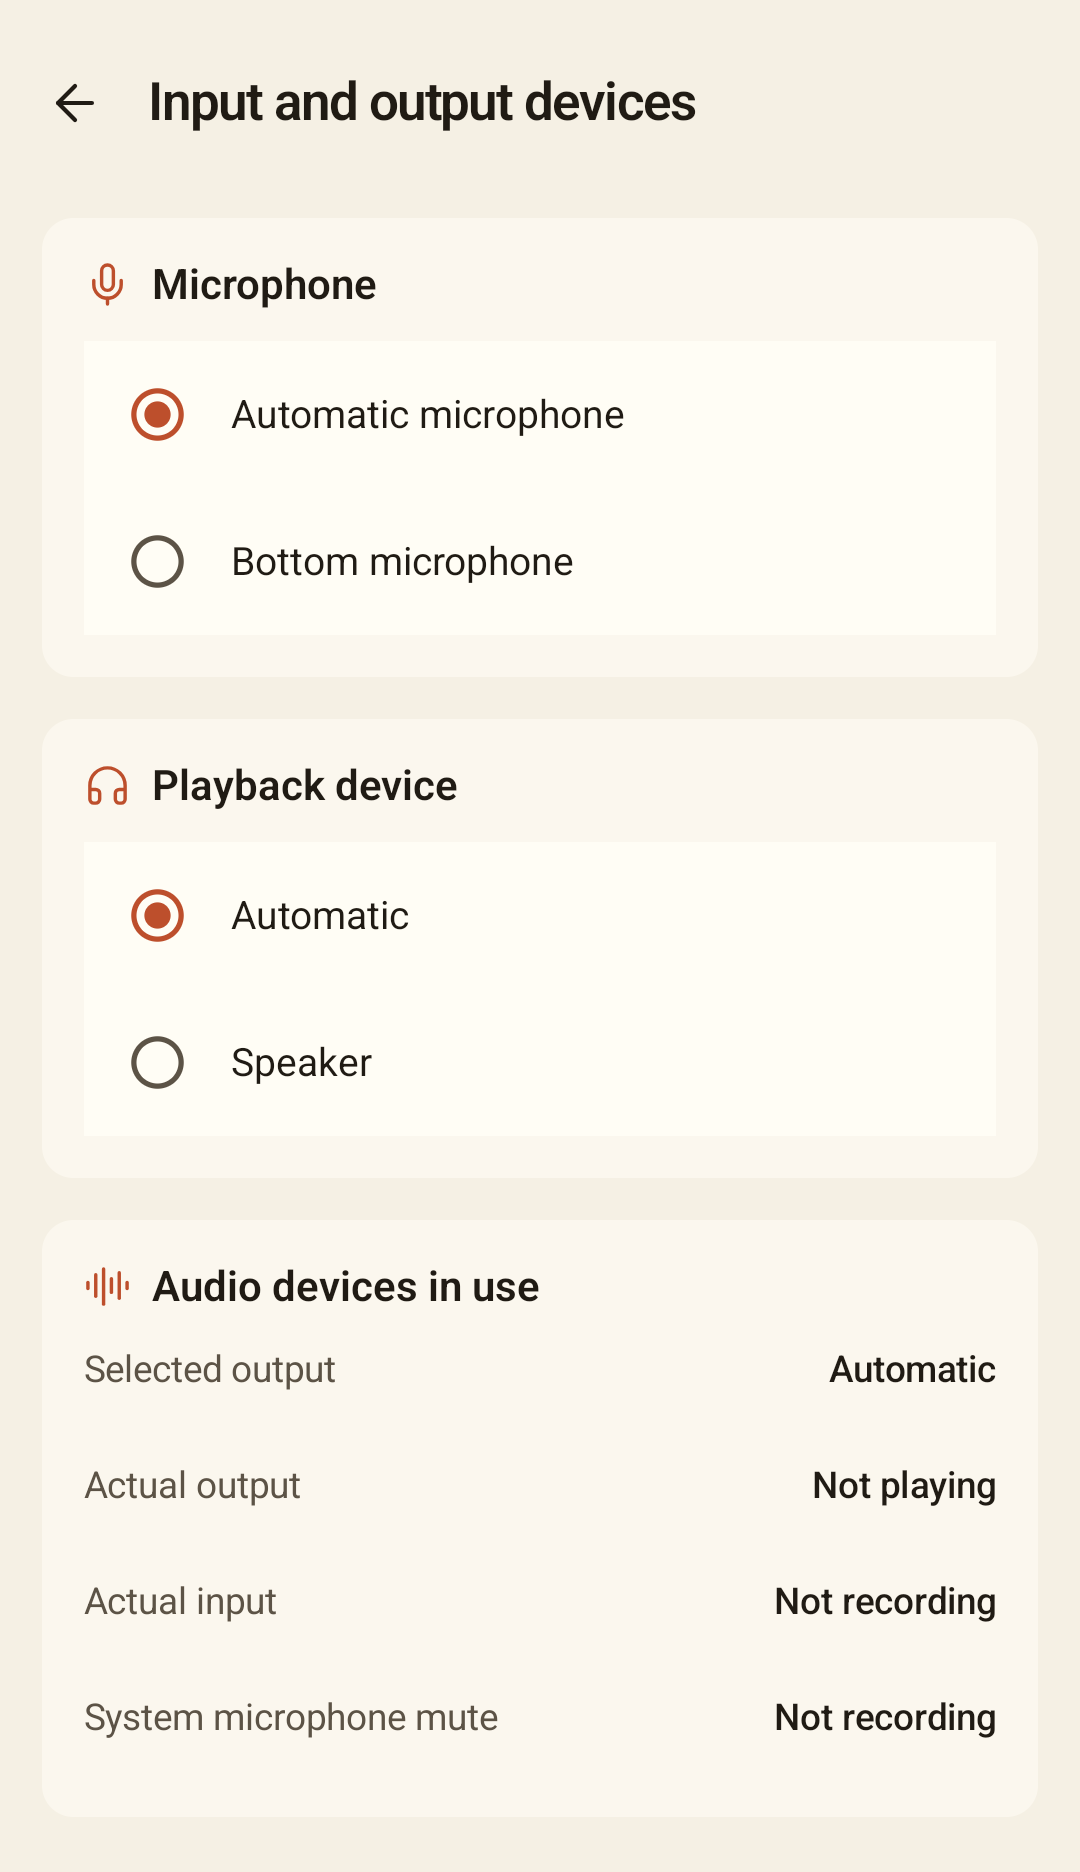 Input and output devices
Microphone
Automatic microphone
Bottom microphone
Playback device
Automatic
Speaker
Audio devices in use
Selected output Automatic
Actual output Not playing
Actual input Not recording
System microphone mute Not recording